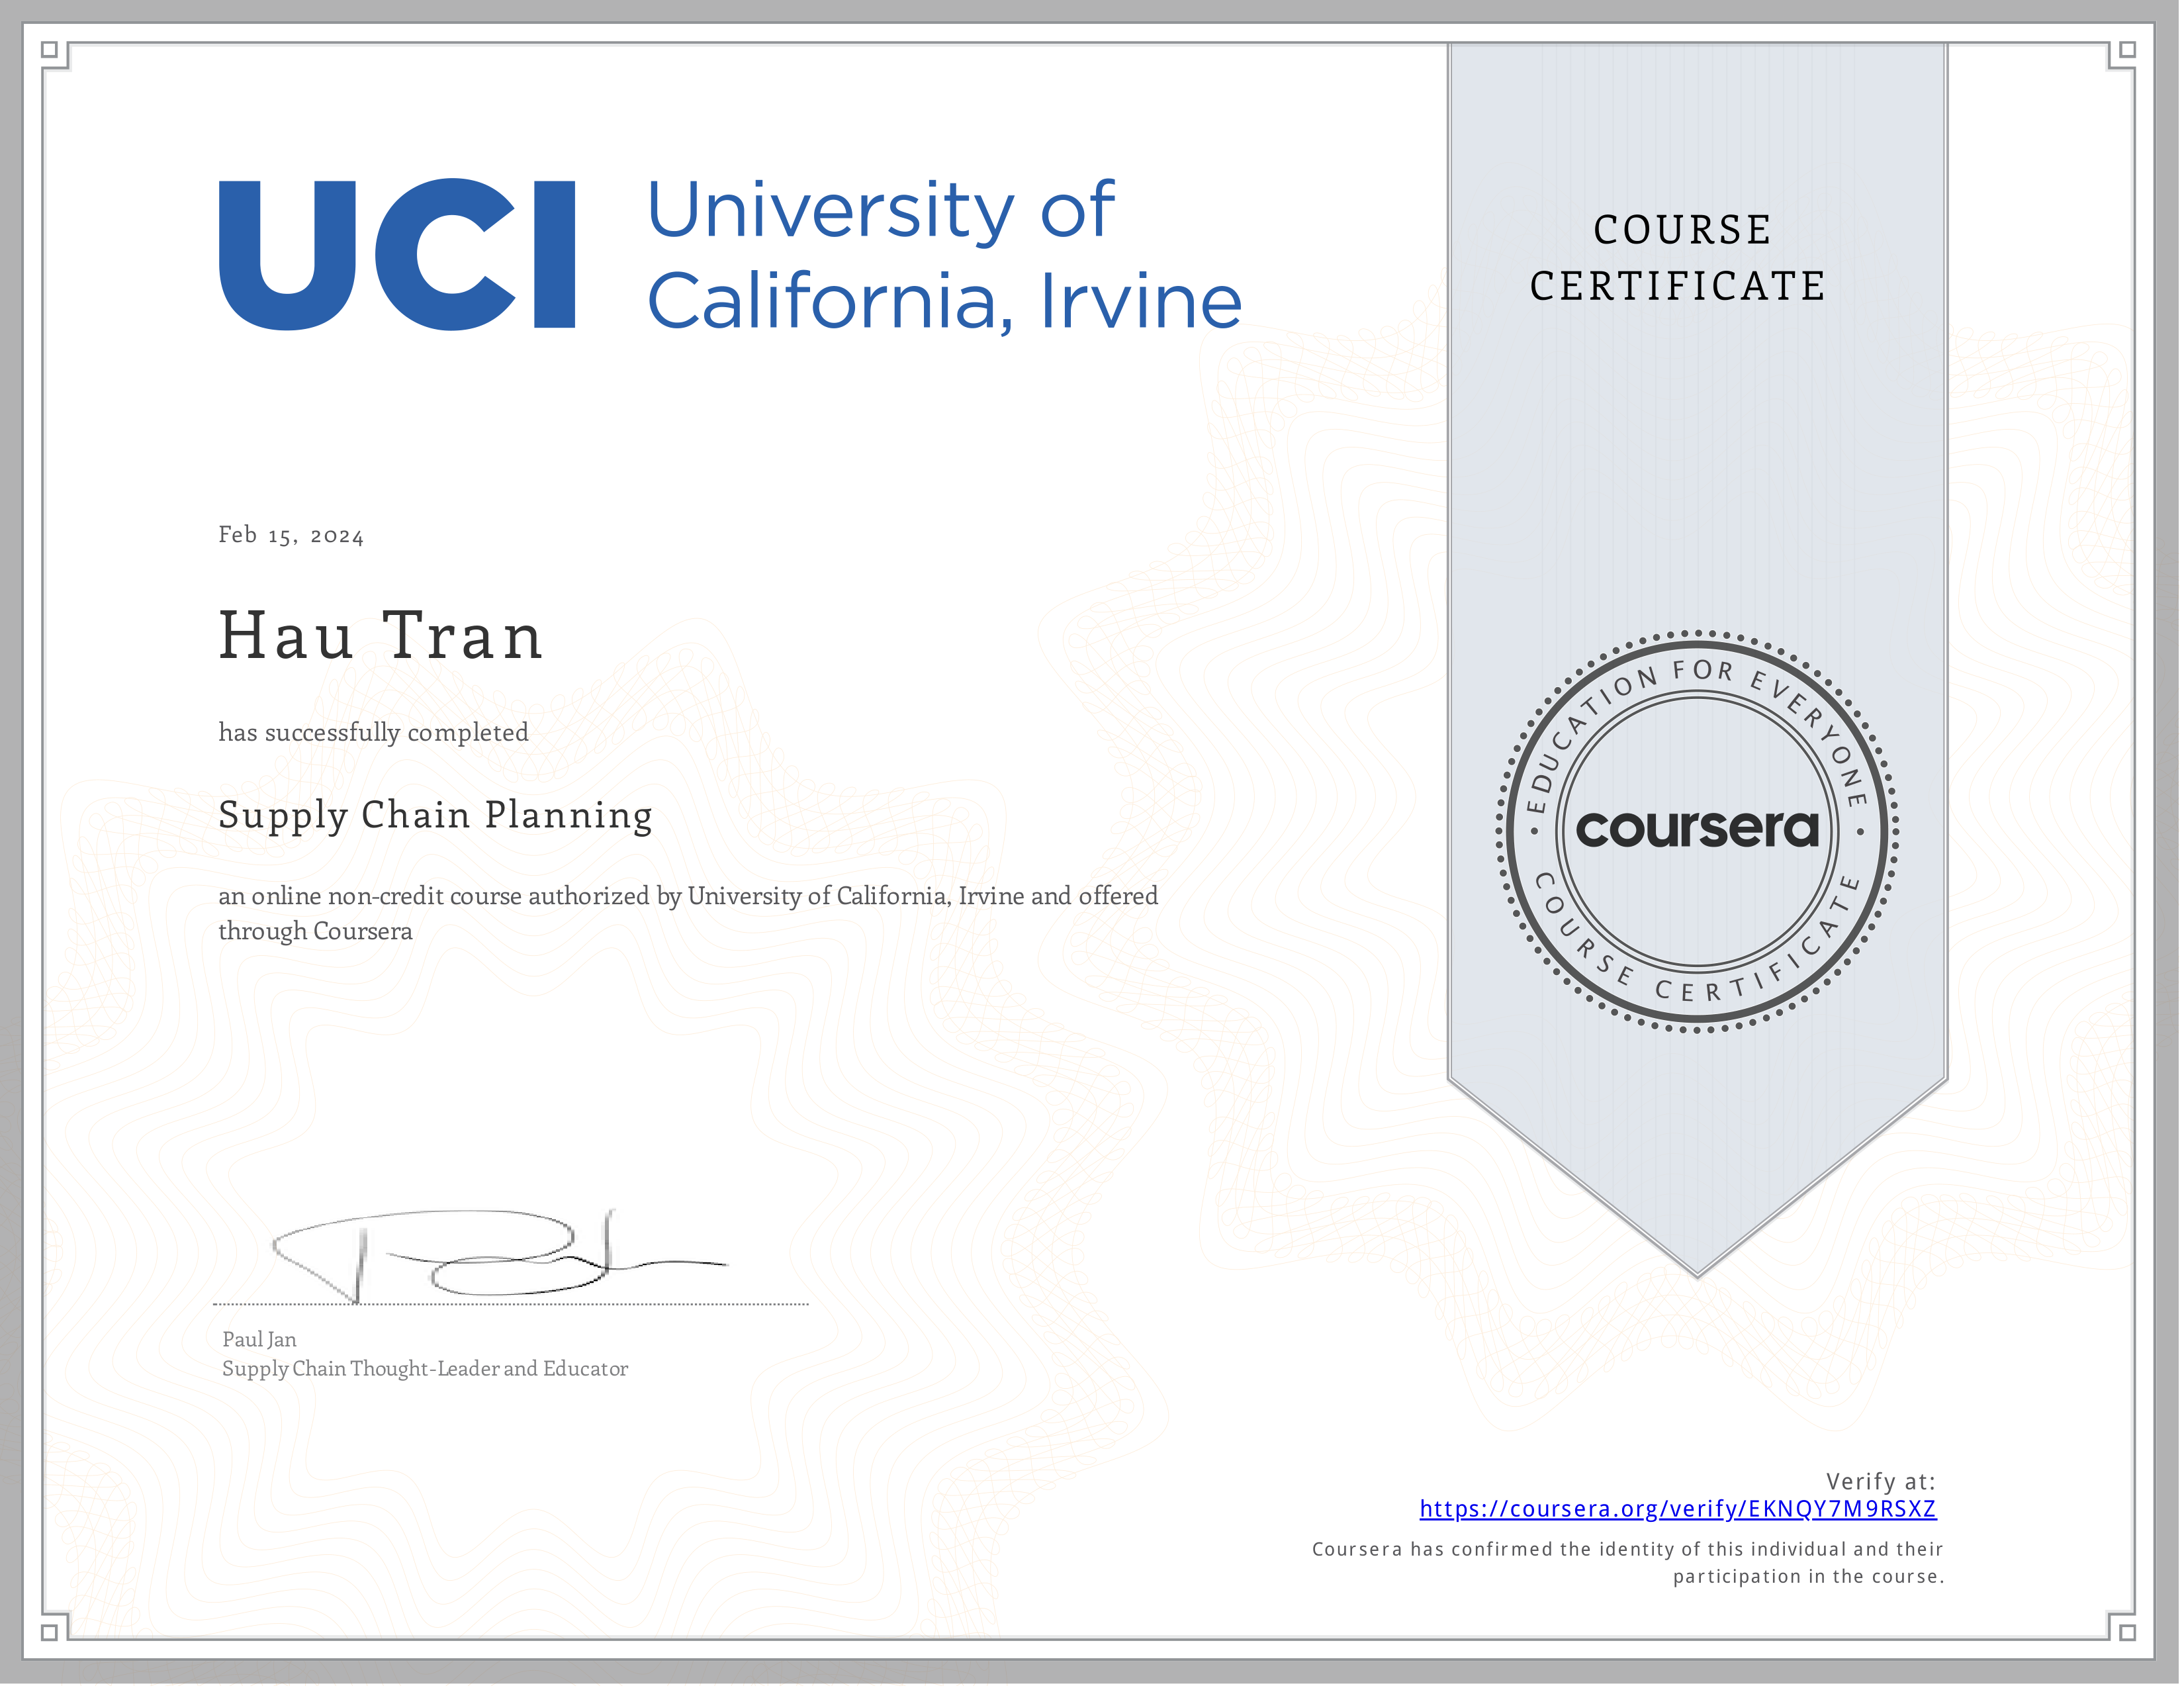 UCI University of
California, Irvine
COURSE
CERTIFICATE
Feb 15, 2024
Hau Tran
has successfully completed
Supply Chain Planning
an online non-credit course authorized by University of California, Irvine and offered
through Coursera
EDUCATION FOR EVERYONE
coursera
COURSE CERTIFICATE
Paul Jan
Supply Chain Thought-Leader and Educator
Verify at:
https://coursera.org/verify/EKNQY7M9RSXZ
Coursera has confirmed the identity of this individual and their
participation in the course.